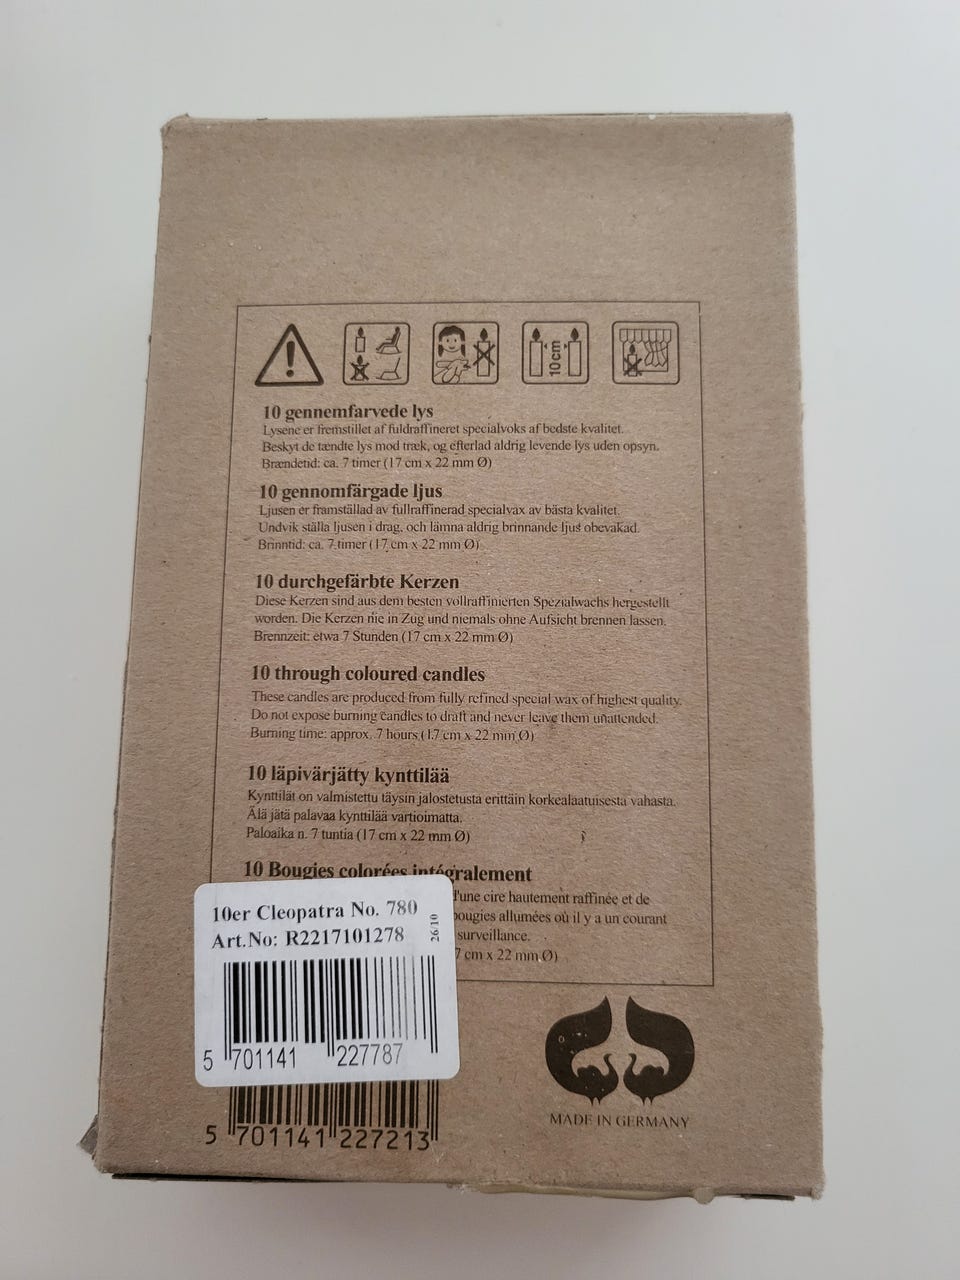 10cm
10 gennemfarvede lys
Lysene er fremstillet af fuldraffineret specialvoks af bedste kvalitet.
Beskyt de tændte lys mod træk, og efterlad aldrig levende lys uden opsyn.
Brændetid: ca. 7 timer (17 cm x 22 mm Ø)
10 gennomfärgade ljus
Ljusen er framställad av fullraffinerad specialvax av bästa kvalitet.
Undvik ställa ljusen i drag, och lämna aldrig brinnande ljus obevakad.
Brinntid: ca. 7 timer (17 cm x 22 mm Ø)
10 durchgefärbte Kerzen
Diese Kerzen sind aus dem besten vollraffinierten Spezialwachs hergestellt
worden. Die Kerzen nie in Zug und niemals ohne Aufsicht brennen lassen.
Brennzeit: etwa 7 Stunden (17 cm x 22 mm Ø)
10 through coloured candles
These candles are produced from fully refined special wax of highest quality.
Do not expose burning candles to draft and never leave them unattended.
Burning time: approx. 7 hours (17 cm x 22 mm Ø)
10 läpivärjätty kynttilää
Kynttilät on valmistettu täysin jalostetusta erittäin korkealaatuisesta vahasta.
Älä jätä palavaa kynttilää vartioimatta.
Paloaika n. 7 tuntia (17 cm x 22 mm Ø)
10 Bougies colorées intégralement
d'une cire hautement raffinée et de
bougies allumées où il y a un courant
surveillance.
7 cm x 22 mm Ø)
10er Cleopatra No. 780
Art.No: R2217101278
26/10
5 701141 227787
5 701141 227213
MADE IN GERMANY